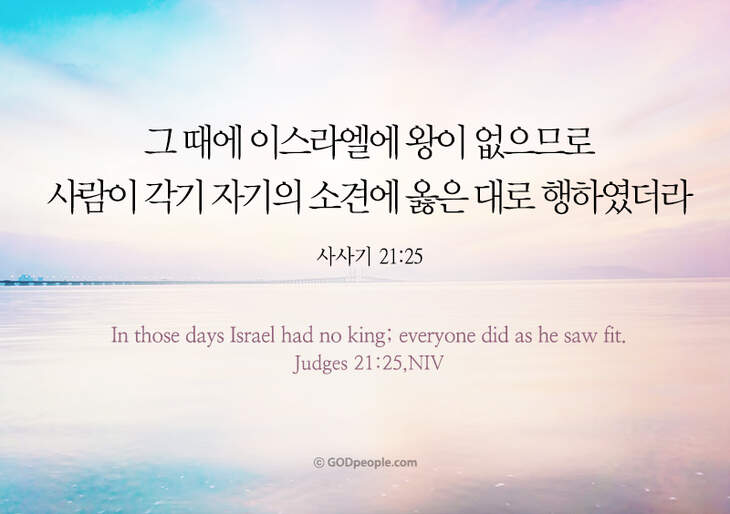 그 때에 이스라엘에 왕이 없으므로
사람이 각기 자기의 소견에 옳은 대로 행하였더라
사사기 21:25
In those days Israel had no king; everyone did as he saw fit.
Judges 21:25,NIV
© GODpeople.com